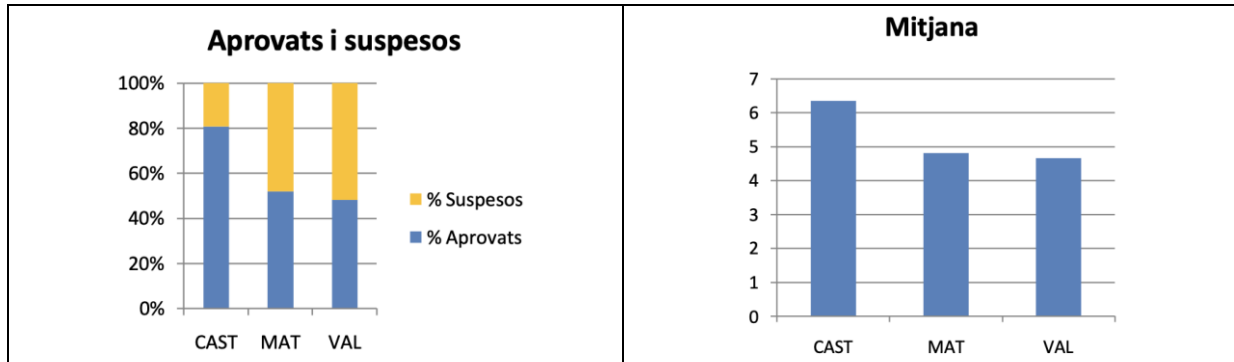 Aprovats i suspesos
100%
80%
60%
40%
20%
0%
CAST MAT VAL
% Suspesos
% Aprovats
Mitjana
7
6
5
4
3
2
1
0
CAST MAT VAL